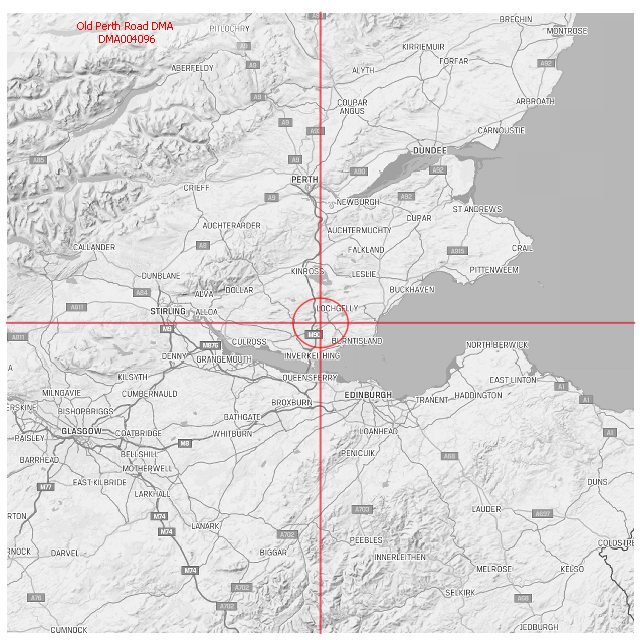 Old Perth Road DMA
DMA004096
BRECHIN
PITLOCHRY
MONTROSE
A9
KIRRIEMUIR
FORFAR
A92
ABERFELDY
A9
ALYTH
A9
COUPAR
ANGUS
ARBROATH
A9
CARNOUSTIE
DUNDEE
A85
A9
A90
PERTH
CRIEFF
A9
A92
NEWBURGH
ST ANDREWS
CUPAR
AUCHTERARDER
AUCHTERMUCHTY
A9
CALLANDER
FALKLAND
A915
CRAIL
DUNBLANE
KINROSS
LESLIE
PITTENWEEM
A84
ALVA
DOLLAR
BUCKHAVEN
A811
STIRLING
ALLOA
LOCHGELLY
M9
M90
A811
M876
CULROSS
BURNTISLAND
DENNY
GRANGEMOUTH
INVERKEITHING
NORTH BERWICK
KILSYTH
QUEENSFERRY
EAST LINTON
A1
MILNGAVIE
CUMBERNAULD
EDINBURGH
TRANENT
HADDINGTON
A1
ERSKINE
BISHOPBRIGGS
BROXBURN
BATHGATE
PAISLEY
GLASGOW
COATBRIDGE
M8
WHITBURN
LOANHEAD
A1
BARRHEAD
BELLSHILL
PENICUIK
A68
MOTHERWELL
M77
EAST KILBRIDE
DUNS
LARKHALL
A703
LAUDER
A697
RTON
M74
LANARK
M74
A702
PEEBLES
COLDSTRE
RNOCK
DARVEL
BIGGAR
INNERLEITHEN
M74
MELROSE
KELSO
A702
A76
SELKIRK
A68
A702
CUMNOCK
JEDBURGH